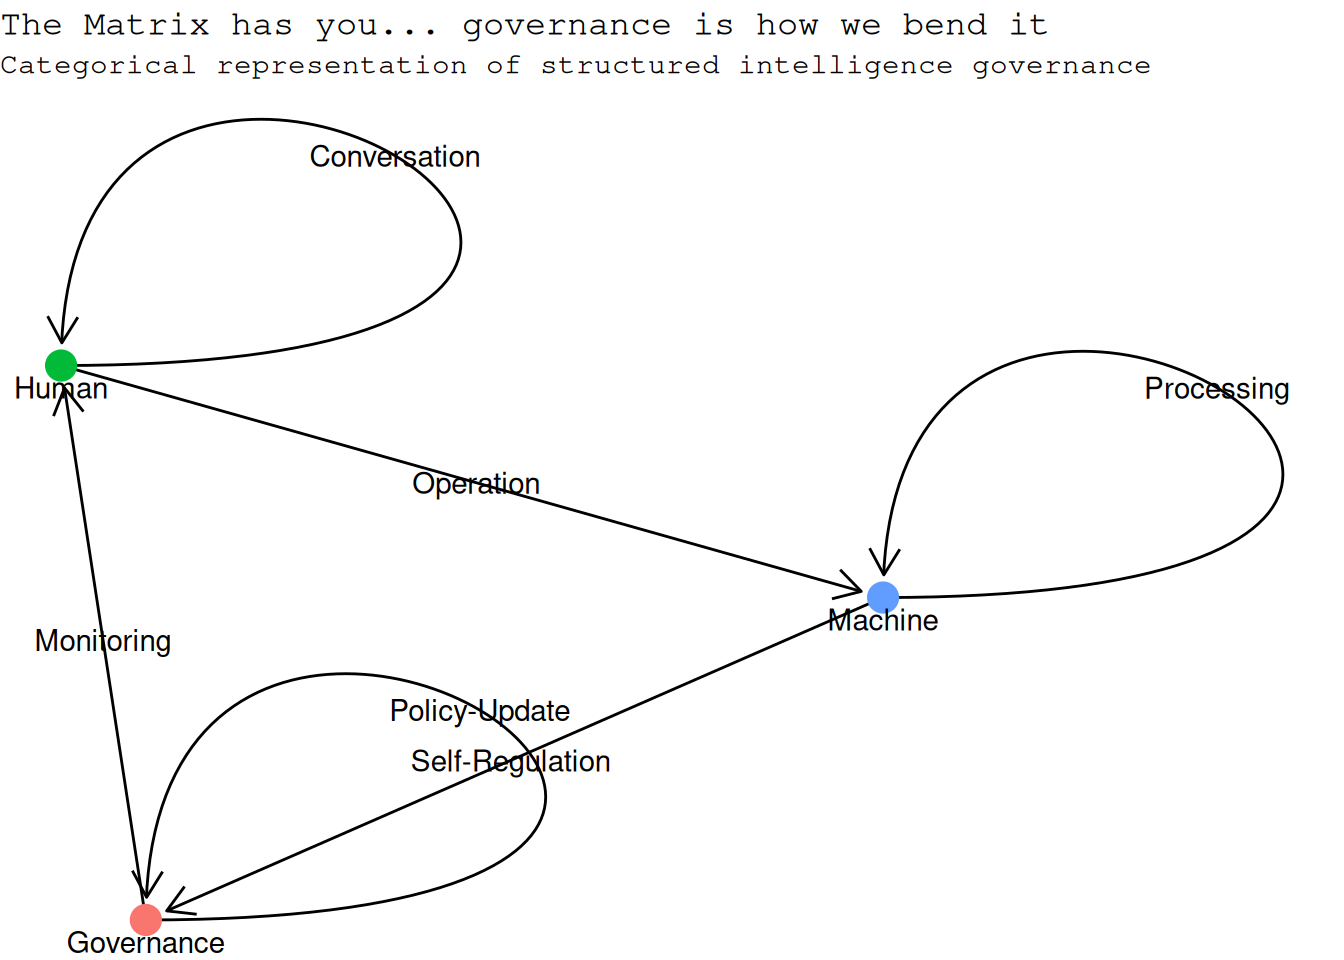 The Matrix has you... governance is how we bend it
Categorical representation of structured intelligence governance
Conversation
Human
Processing
Operation
Machine
Monitoring
Policy-Update
Self-Regulation
Governance